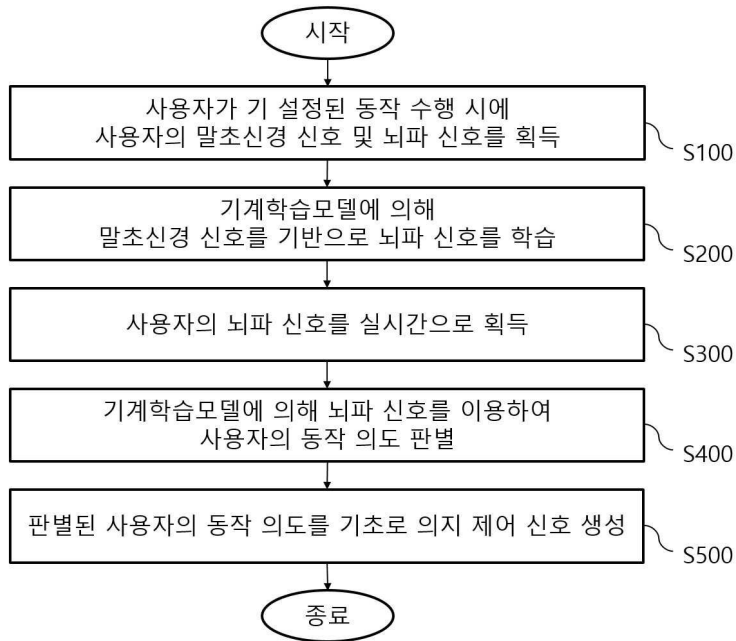 시작
사용자가 기 설정된 동작 수행 시에
사용자의 말초신경 신호 및 뇌파 신호를 획득
S100
기계학습모델에 의해
말초신경 신호를 기반으로 뇌파 신호를 학습
S200
사용자의 뇌파 신호를 실시간으로 획득
S300
기계학습모델에 의해 뇌파 신호를 이용하여
사용자의 동작 의도 판별
S400
판별된 사용자의 동작 의도를 기초로 의지 제어 신호 생성
S500
종료